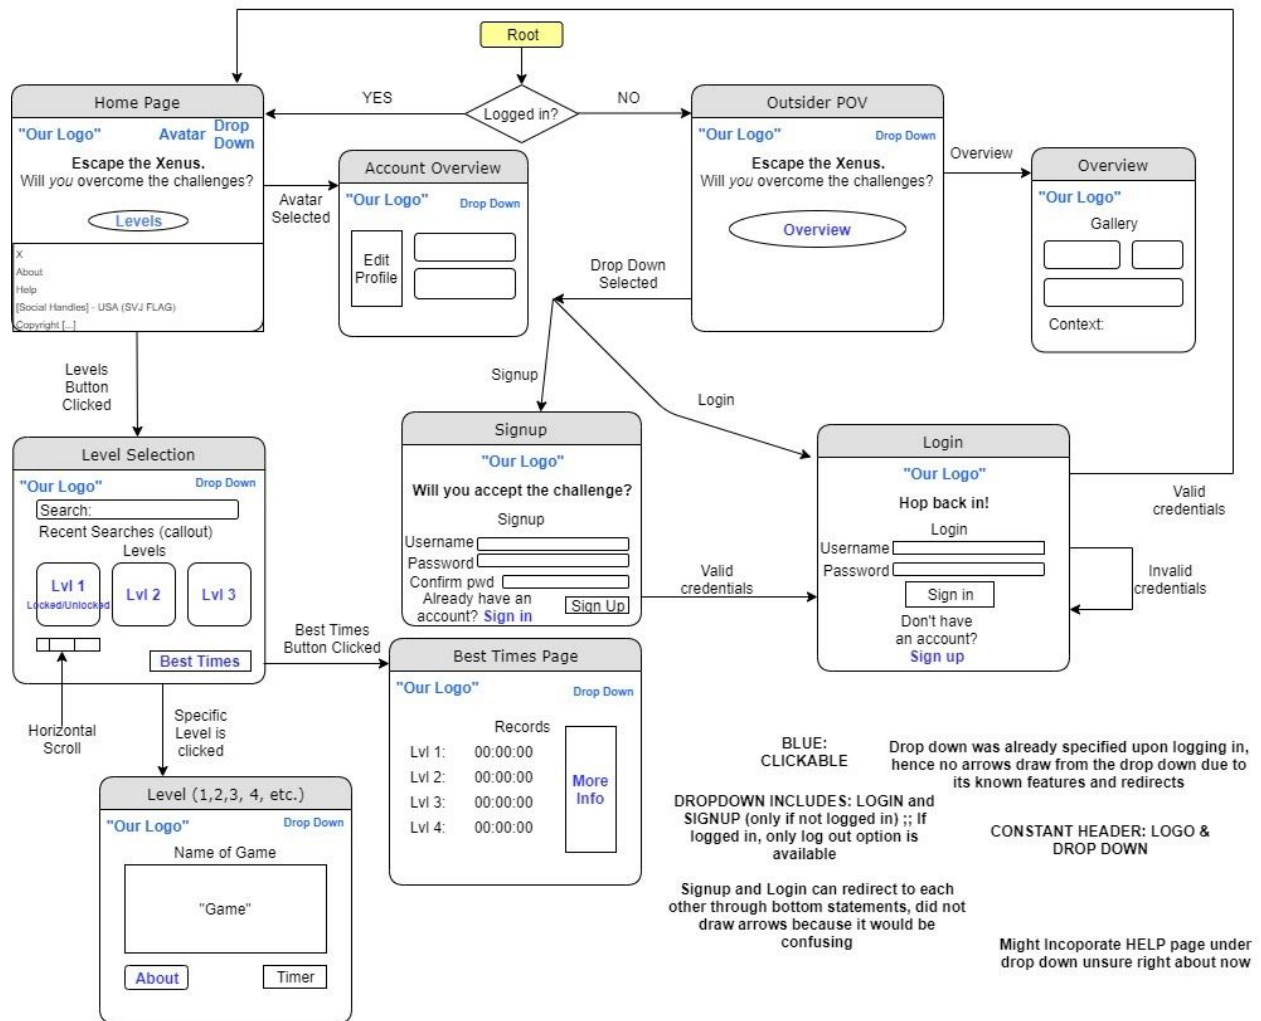 Root
Logged in?
YES
NO
Home Page
"Our Logo" Avatar Drop
Down
Escape the Xenus.
Will you overcome the challenges?
Levels
X
About
Help
[Social Handles] - USA (SVJ FLAG)
Copyright [...]
Avatar
Selected
Account Overview
"Our Logo" Drop Down
Edit
Profile
Outsider POV
"Our Logo" Drop Down
Escape the Xenus.
Will you overcome the challenges?
Overview
Overview
Overview
"Our Logo"
Gallery
Context:
Drop Down
Selected
Signup
Login
Levels
Button
Clicked
Level Selection
"Our Logo" Drop Down
Search:
Recent Searches (callout)
Levels
Lvl 1
Locked/Unlocked
Lvl 2
Lvl 3
Best Times
Horizontal
Scroll
Signup
"Our Logo"
Will you accept the challenge?
Signup
Username
Password
Confirm pwd
Already have an
account? Sign in
Sign Up
Valid
credentials
Login
"Our Logo"
Hop back in!
Login
Username
Password
Sign in
Don't have
an account?
Sign up
Valid
credentials
Invalid
credentials
Best Times
Button Clicked
Best Times Page
"Our Logo" Drop Down
Records
Lvl 1: 00:00:00
Lvl 2: 00:00:00
Lvl 3: 00:00:00
Lvl 4: 00:00:00
More
Info
Specific
Level is
clicked
Level (1,2,3, 4, etc.)
"Our Logo" Drop Down
Name of Game
"Game"
About
Timer
BLUE:
CLICKABLE
Drop down was already specified upon logging in,
hence no arrows draw from the drop down due to
its known features and redirects
DROPDOWN INCLUDES: LOGIN and
SIGNUP (only if not logged in) ;; If
logged in, only log out option is
available
CONSTANT HEADER: LOGO &
DROP DOWN
Signup and Login can redirect to each
other through bottom statements, did not
draw arrows because it would be
confusing
Might Incoporate HELP page under
drop down unsure right about now